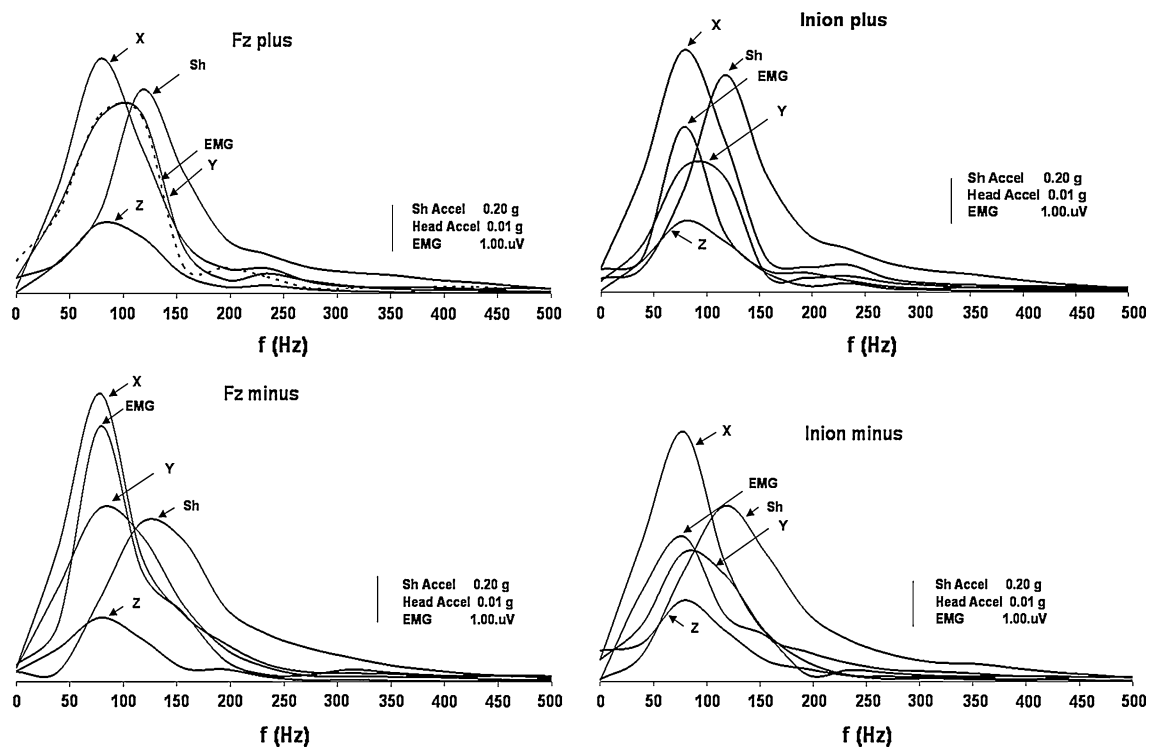 Fz plus
X
Sh
EMG
Y
Z
Sh Accel 0.20 g
Head Accel 0.01 g
EMG 1.00.uV
0 50 100 150 200 250 300 350 400 450 500
f (Hz)
Inion plus
X
Sh
EMG
Y
Z
Sh Accel 0.20 g
Head Accel 0.01 g
EMG 1.00.uV
0 50 100 150 200 250 300 350 400 450 500
f (Hz)
Fz minus
X
EMG
Y
Sh
Z
Sh Accel 0.20 g
Head Accel 0.01 g
EMG 1.00.uV
0 50 100 150 200 250 300 350 400 450 500
f (Hz)
Inion minus
X
EMG
Sh
Y
Z
Sh Accel 0.20 g
Head Accel 0.01 g
EMG 1.00.uV
0 50 100 150 200 250 300 350 400 450 500
f (Hz)